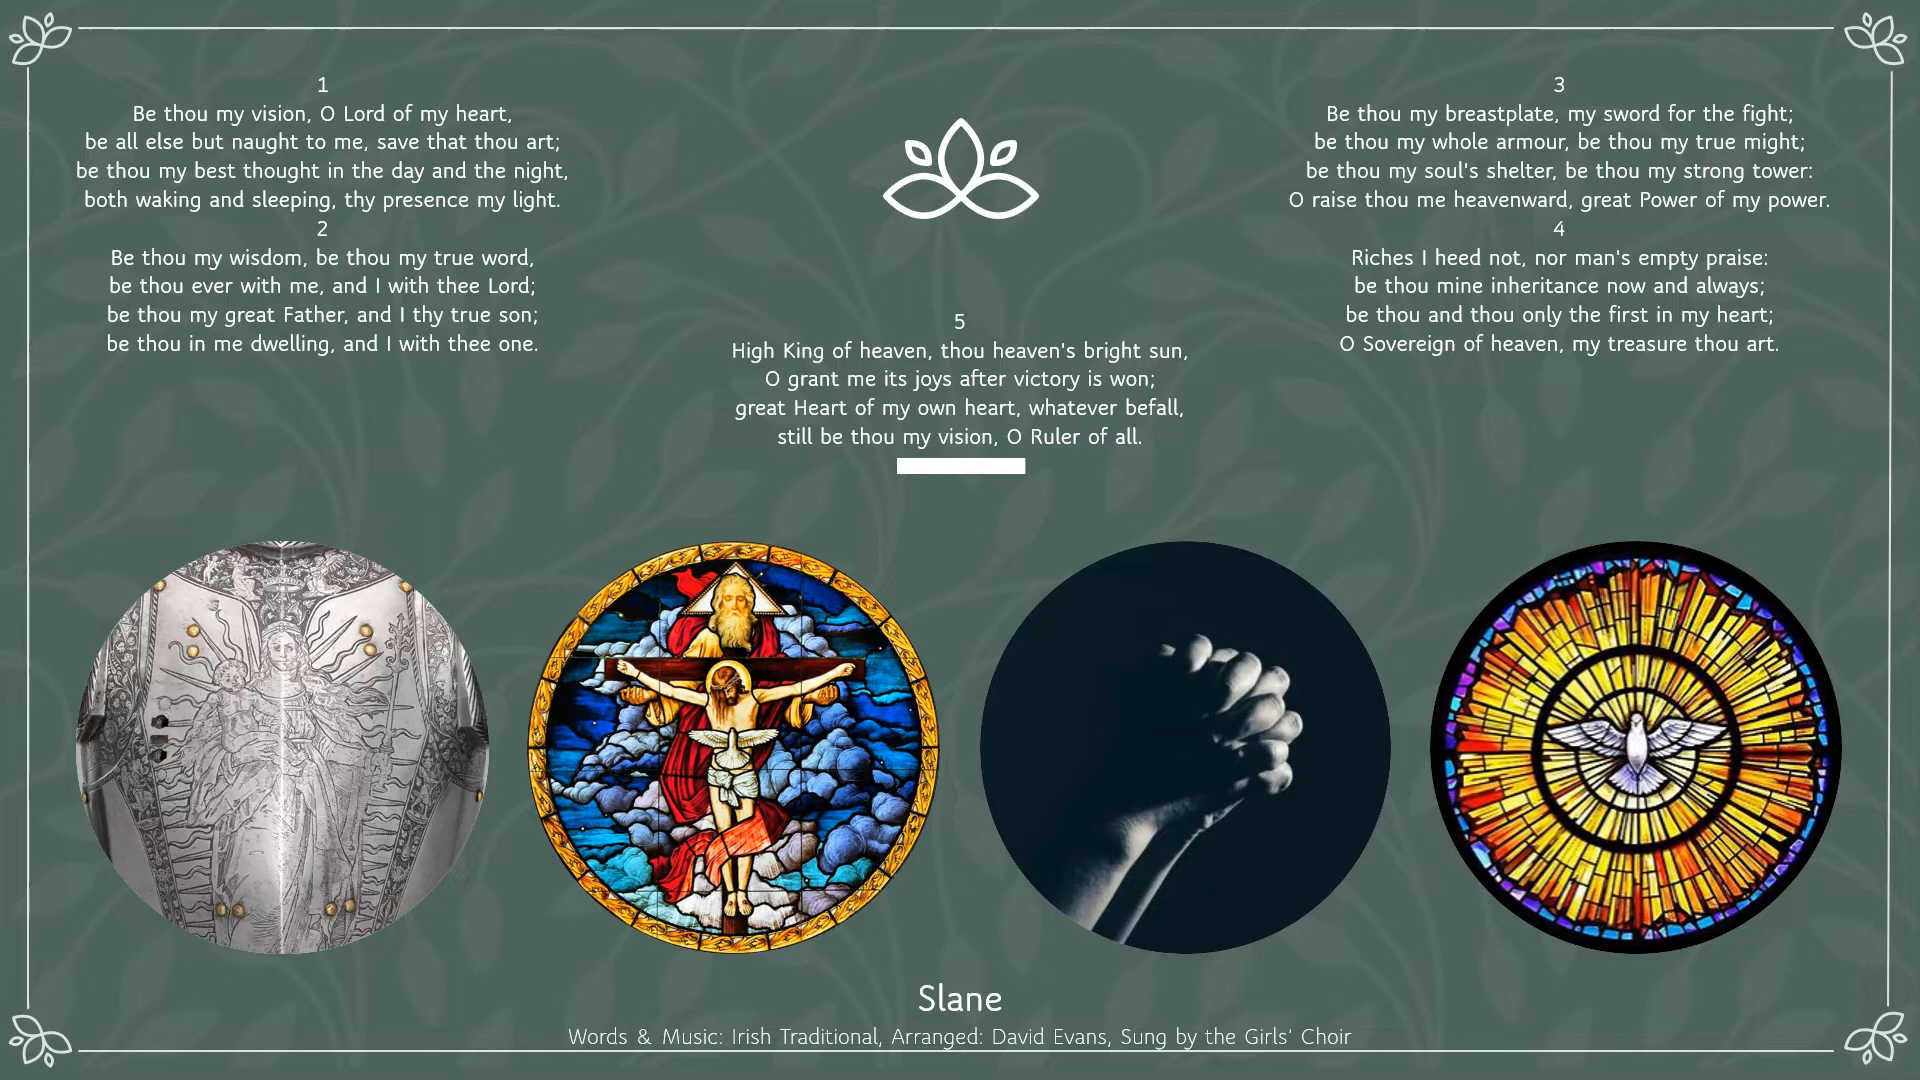 1
Be thou my vision, O Lord of my heart,
be all else but naught to me, save that thou art;
be thou my best thought in the day and the night,
both waking and sleeping, thy presence my light.
2
Be thou my wisdom, be thou my true word,
be thou ever with me, and I with thee Lord;
be thou my great Father, and I thy true son;
be thou in me dwelling, and I with thee one.
3
Be thou my breastplate, my sword for the fight;
be thou my whole armour, be thou my true might;
be thou my soul's shelter, be thou my strong tower:
O raise thou me heavenward, great Power of my power.
4
Riches I heed not, nor man's empty praise:
be thou mine inheritance now and always;
be thou and thou only the first in my heart;
O Sovereign of heaven, my treasure thou art.
5
High King of heaven, thou heaven's bright sun,
O grant me its joys after victory is won;
great Heart of my own heart, whatever befall,
still be thou my vision, O Ruler of all.
Slane
Words & Music: Irish Traditional, Arranged: David Evans, Sung by the Girls’ Choir